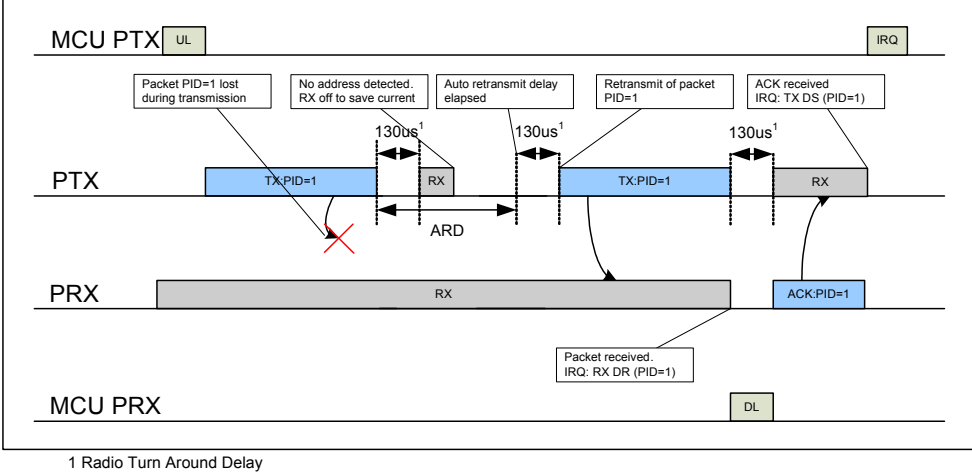 MCU PTX
UL
IRQ
Packet PID=1 lost
during transmission
No address detected.
RX off to save current
Auto retransmit delay
elapsed
Retransmit of packet
PID=1
ACK received
IRQ: TX DS (PID=1)
130us1
130us1
130us1
PTX
TX:PID=1
RX
TX:PID=1
RX
ARD
PRX
RX
ACK:PID=1
Packet received.
IRQ: RX DR (PID=1)
MCU PRX
DL
1 Radio Turn Around Delay